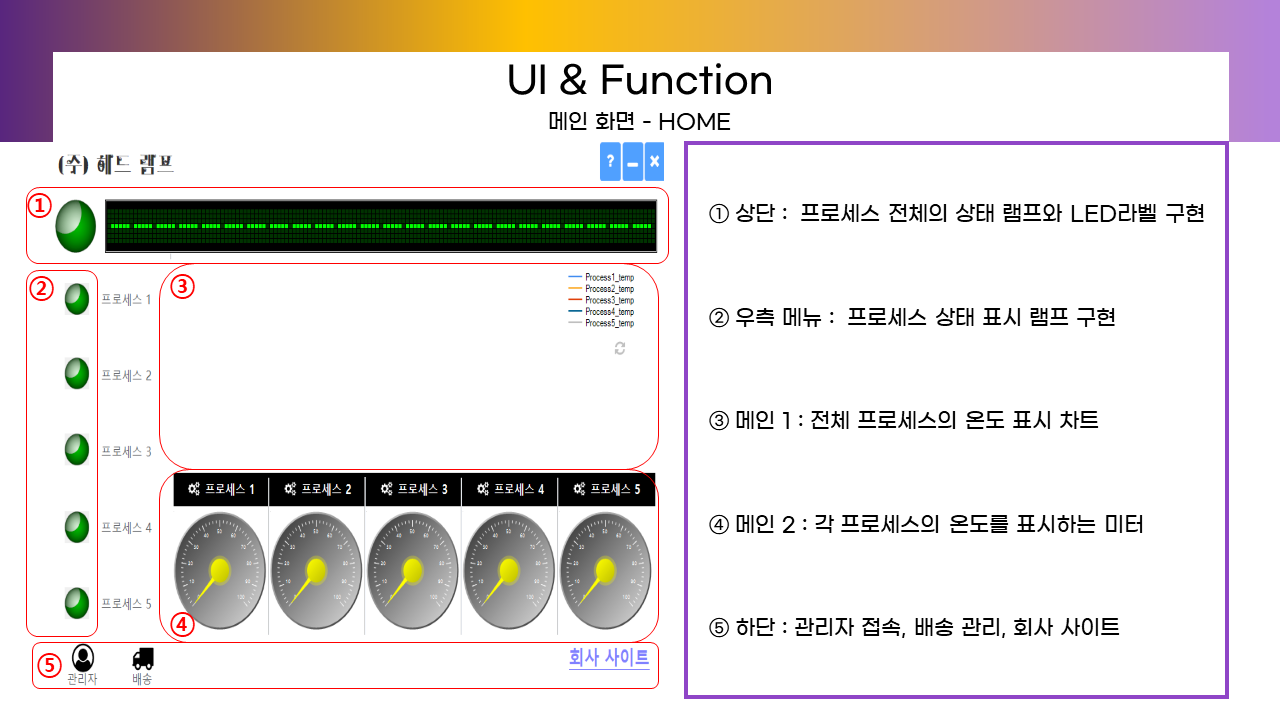 UI & Function
메인 화면 - HOME
(주) 헤드 램프
?
①
②
프로세스 1
프로세스 2
프로세스 3
프로세스 4
프로세스 5
③
Process1_temp
Process2_temp
Process3_temp
Process4_temp
Process5_temp
프로세스 1 프로세스 2 프로세스 3 프로세스 4 프로세스 5
④
⑤
관리자
배송
회사 사이트
① 상단 : 프로세스 전체의 상태 램프와 LED라벨 구현
② 우측 메뉴 : 프로세스 상태 표시 램프 구현
③ 메인 1 : 전체 프로세스의 온도 표시 차트
④ 메인 2 : 각 프로세스의 온도를 표시하는 미터
⑤ 하단 : 관리자 접속, 배송 관리, 회사 사이트